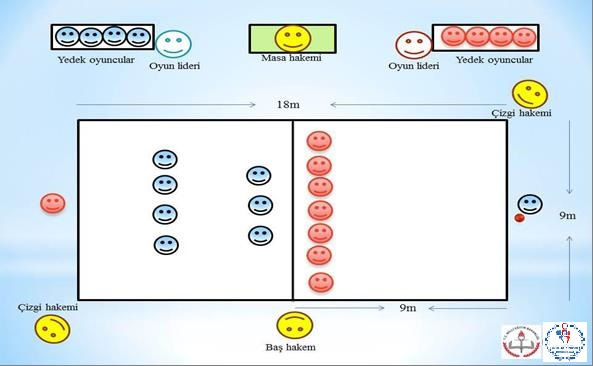 Yedek oyuncular
Oyun lideri
Masa hakemi
Oyun lideri
Yedek oyuncular
18m
Çizgi hakemi
9m
9m
Çizgi hakemi
Baş hakem